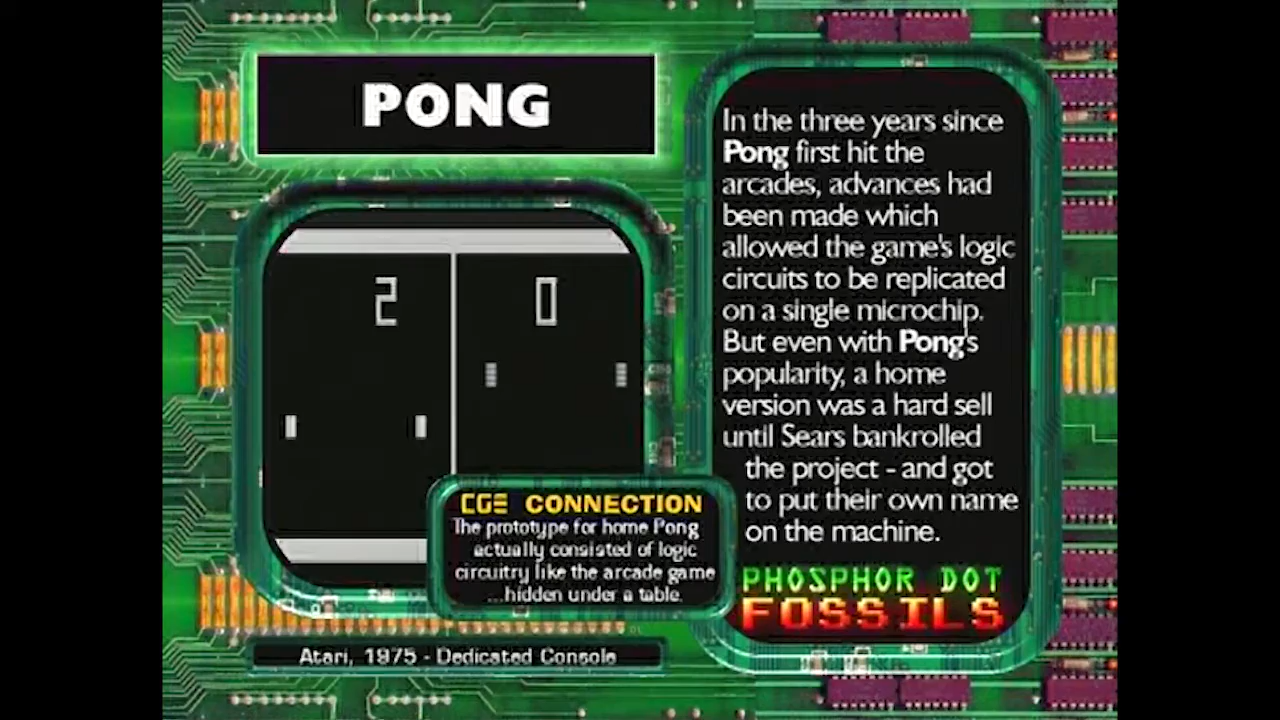 PONG
2 0
In the three years since
Pong first hit the
arcades, advances had
been made which
allowed the game's logic
circuits to be replicated
on a single microchip.
But even with Pong's
popularity, a home
version was a hard sell
until Sears bankrolled
the project - and got
to put their own name
on the machine.
CGE CONNECTION
The prototype for home Pong
actually consisted of logic
circuitry like the arcade game
...hidden under a table.
PHOSPHOR DOT
FOSSILS
Atari, 1975 - Dedicated Console